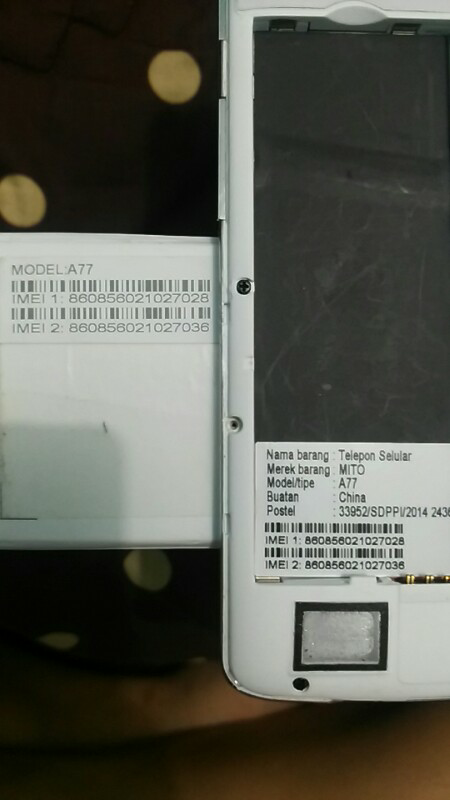 MODEL:A77
IMEI 1: 860856021027028
IMEI 2: 860856021027036
Nama barang : Telepon Selular
Merek barang : MITO
Model/tipe : A77
Buatan : China
Postel : 33952/SDPPI/2014 2436
IMEI 1: 860856021027028
IMEI 2: 860856021027036